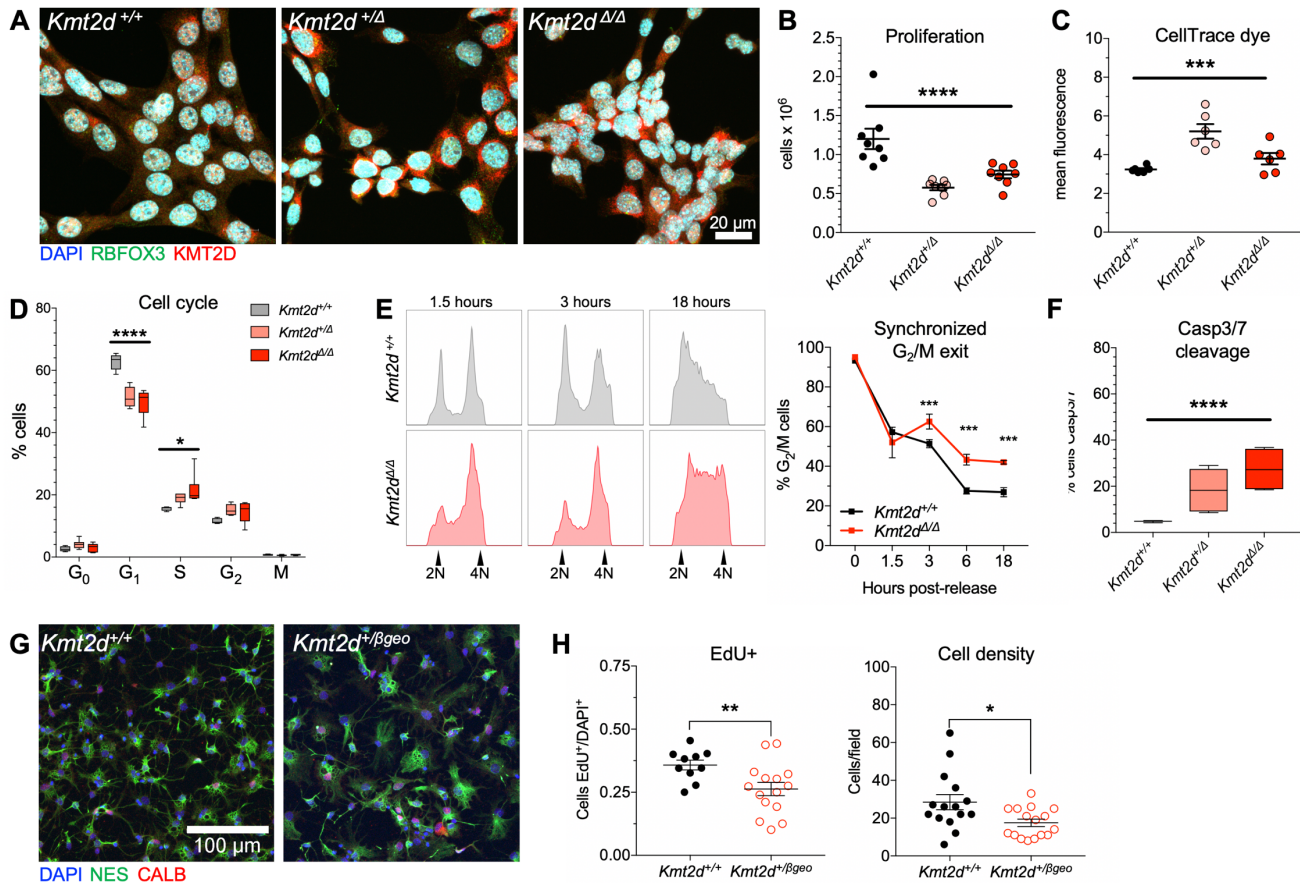 A
Kmt2d +/+
Kmt2d +/Δ
Kmt2d Δ/Δ
20 µm
DAPI RBFOX3 KMT2D
B
Proliferation
cells x 10⁶
2.5
2.0
1.5
1.0
0.5
0.0
****
Kmt2d+/+
Kmt2d+/Δ
Kmt2dΔ/Δ
C
CellTrace dye
mean fluorescence
10
8
6
4
2
0
***
Kmt2d+/+
Kmt2d+/Δ
Kmt2dΔ/Δ
D
Cell cycle
% cells
80
60
40
20
0
****
*
Kmt2d+/+
Kmt2d+/Δ
Kmt2dΔ/Δ
G₀ G₁ S G₂ M
E
1.5 hours 3 hours 18 hours
Kmt2d +/+
Kmt2dΔ/Δ
2N 4N 2N 4N 2N 4N
Synchronized
G₂/M exit
% G₂/M cells
100
80
60
40
20
0
*** *** ***
Kmt2d+/+
Kmt2dΔ/Δ
0 1.5 3 6 18
Hours post-release
F
Casp3/7
cleavage
% cells Casp3/7
80
60
40
20
0
****
Kmt2d+/+
Kmt2d+/Δ
Kmt2dΔ/Δ
G
Kmt2d+/+
Kmt2d+/βgeo
100 µm
DAPI NES CALB
H
EdU+
Cells EdU⁺/DAPI⁺
0.75
0.50
0.25
0.00
**
Kmt2d+/+ Kmt2d+/βgeo
Cell density
Cells/field
100
80
60
40
20
0
*
Kmt2d+/+ Kmt2d+/βgeo